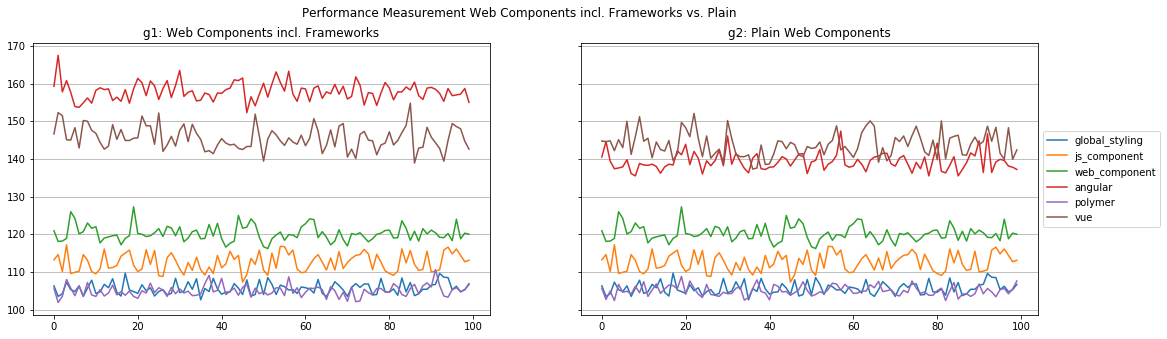 Performance Measurement Web Components incl. Frameworks vs. Plain
g1: Web Components incl. Frameworks
g2: Plain Web Components
170
160
150
140
130
120
110
100
0
20
40
60
80
100
0
20
40
60
80
100
global_styling
js_component
web_component
angular
polymer
vue